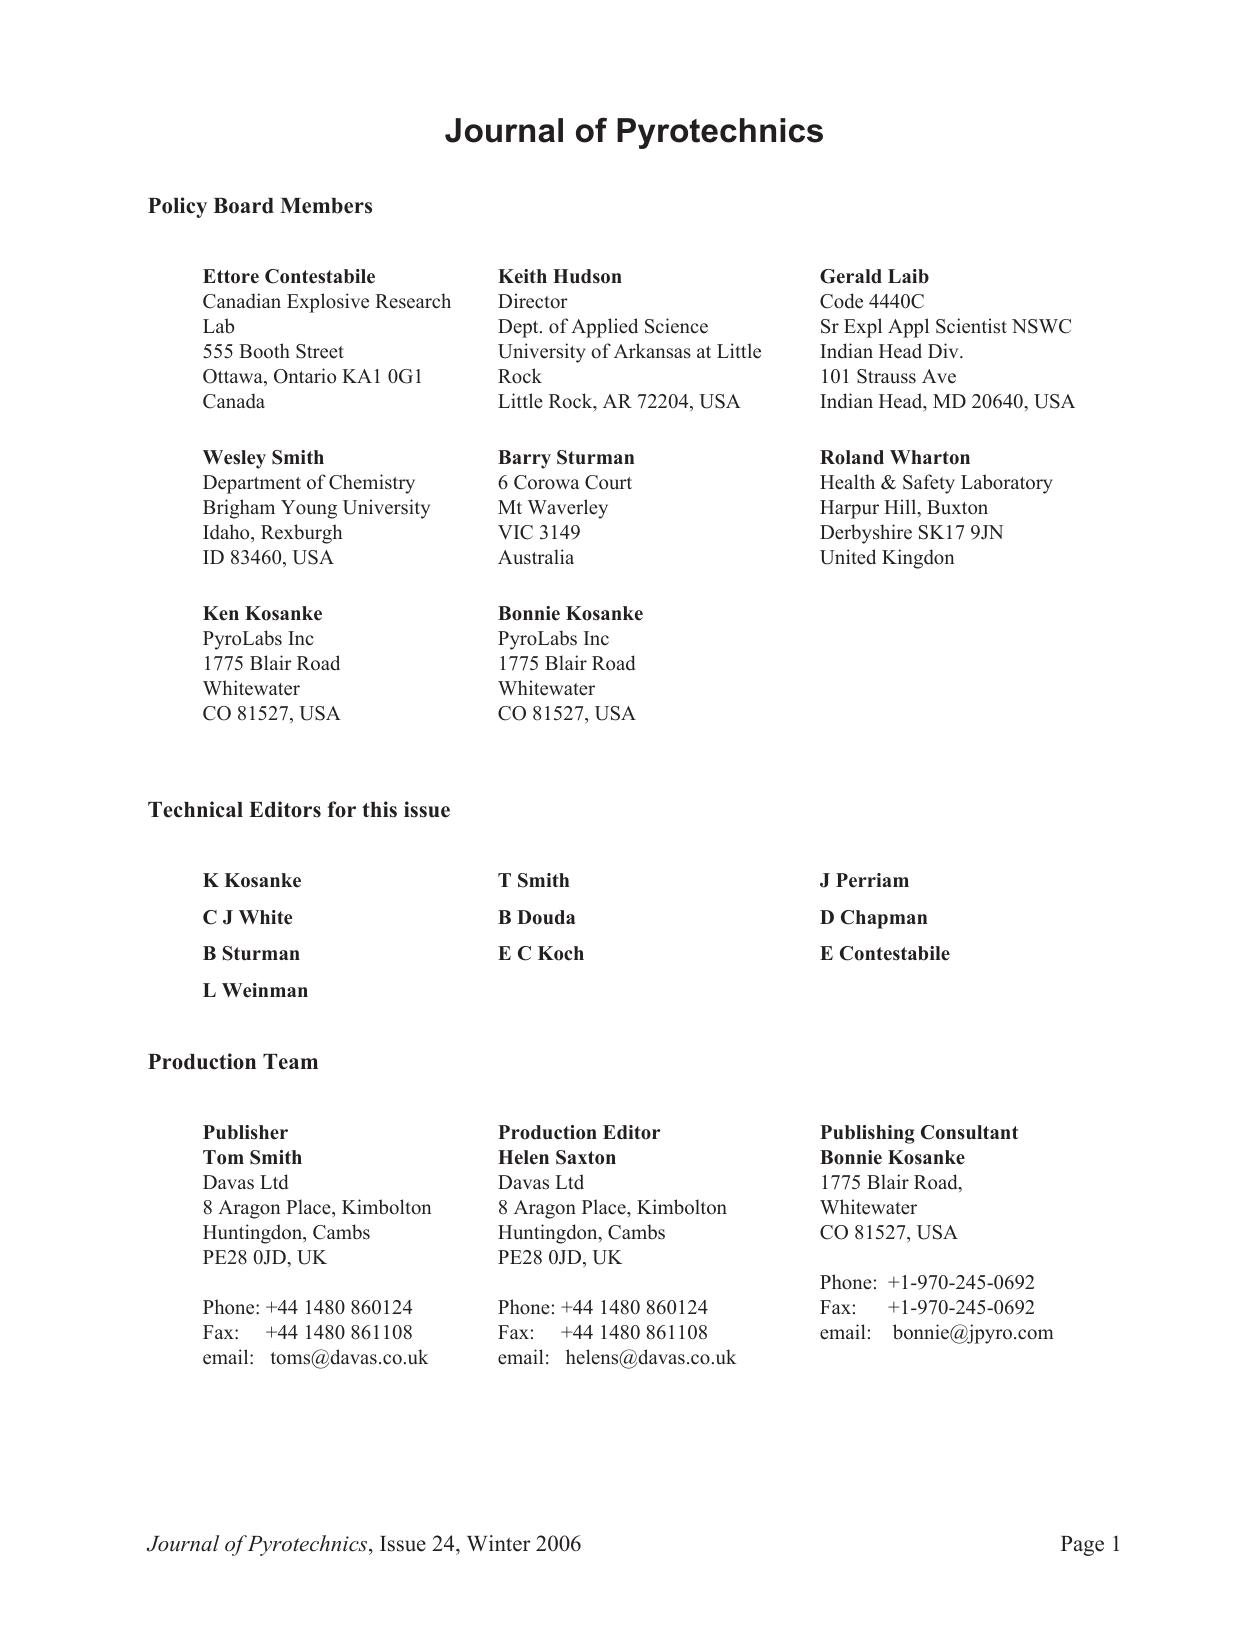 Journal of Pyrotechnics
Policy Board Members
Ettore Contestabile
Canadian Explosive Research
Lab
555 Booth Street
Ottawa, Ontario KA1 0G1
Canada
Keith Hudson
Director
Dept. of Applied Science
University of Arkansas at Little
Rock
Little Rock, AR 72204, USA
Gerald Laib
Code 4440C
Sr Expl Appl Scientist NSWC
Indian Head Div.
101 Strauss Ave
Indian Head, MD 20640, USA
Wesley Smith
Department of Chemistry
Brigham Young University
Idaho, Rexburgh
ID 83460, USA
Barry Sturman
6 Corowa Court
Mt Waverley
VIC 3149
Australia
Roland Wharton
Health & Safety Laboratory
Harpur Hill, Buxton
Derbyshire SK17 9JN
United Kingdon
Ken Kosanke
PyroLabs Inc
1775 Blair Road
Whitewater
CO 81527, USA
Bonnie Kosanke
PyroLabs Inc
1775 Blair Road
Whitewater
CO 81527, USA
Technical Editors for this issue
K Kosanke
T Smith
J Perriam
C J White
B Douda
D Chapman
B Sturman
E C Koch
E Contestabile
L Weinman
Production Team
Publisher
Tom Smith
Davas Ltd
8 Aragon Place, Kimbolton
Huntingdon, Cambs
PE28 0JD, UK
Phone: +44 1480 860124
Fax: +44 1480 861108
email: toms@davas.co.uk
Production Editor
Helen Saxton
Davas Ltd
8 Aragon Place, Kimbolton
Huntingdon, Cambs
PE28 0JD, UK
Phone: +44 1480 860124
Fax: +44 1480 861108
email: helens@davas.co.uk
Publishing Consultant
Bonnie Kosanke
1775 Blair Road,
Whitewater
CO 81527, USA
Phone: +1-970-245-0692
Fax: +1-970-245-0692
email: bonnie@jpyro.com
Journal of Pyrotechnics, Issue 24, Winter 2006
Page 1